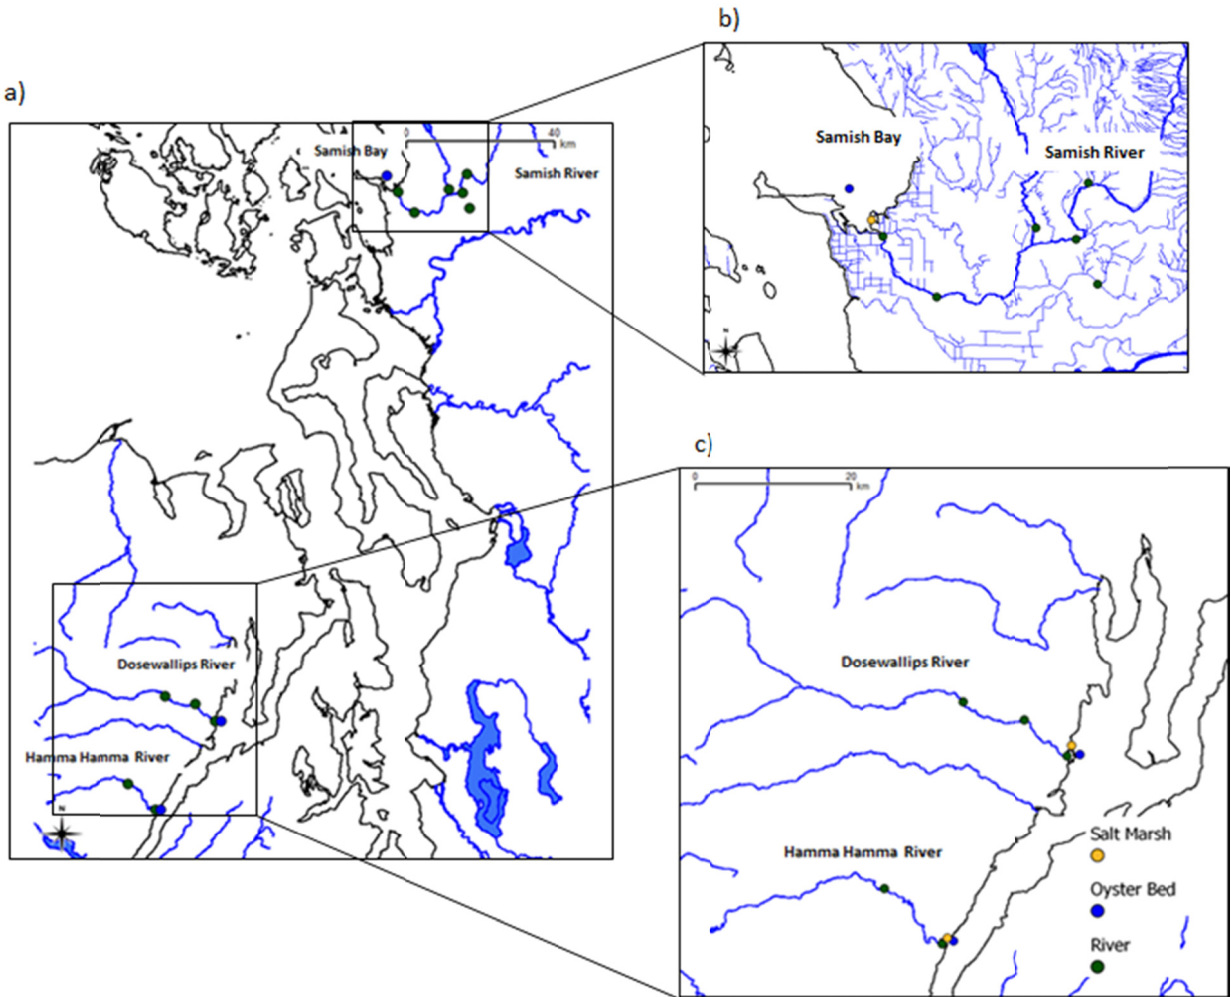 b)
a)
0 40
km
Samish Bay
Samish River
Samish Bay
Samish River
N
c)
0 20
km
Dosewallips River
Hamma Hamma River
N
Dosewallips River
Hamma Hamma River
Salt Marsh
Oyster Bed
River